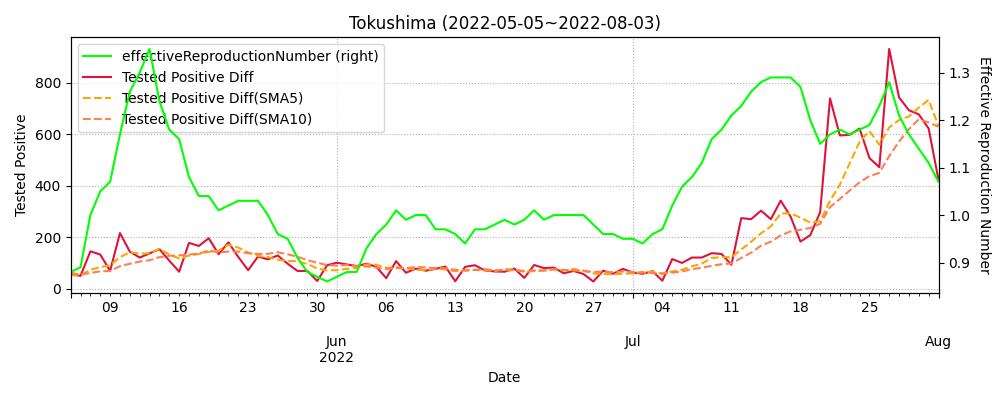 Tokushima (2022-05-05~2022-08-03)
effectiveReproductionNumber (right)
Tested Positive Diff
Tested Positive Diff(SMA5)
Tested Positive Diff(SMA10)
Tested Positive
800
600
400
200
0
1.3
1.2
1.1
1.0
0.9
Effective Reproduction Number
09 16 23 30 06 13 20 27 04 11 18 25
Jun Jul Aug
2022
Date